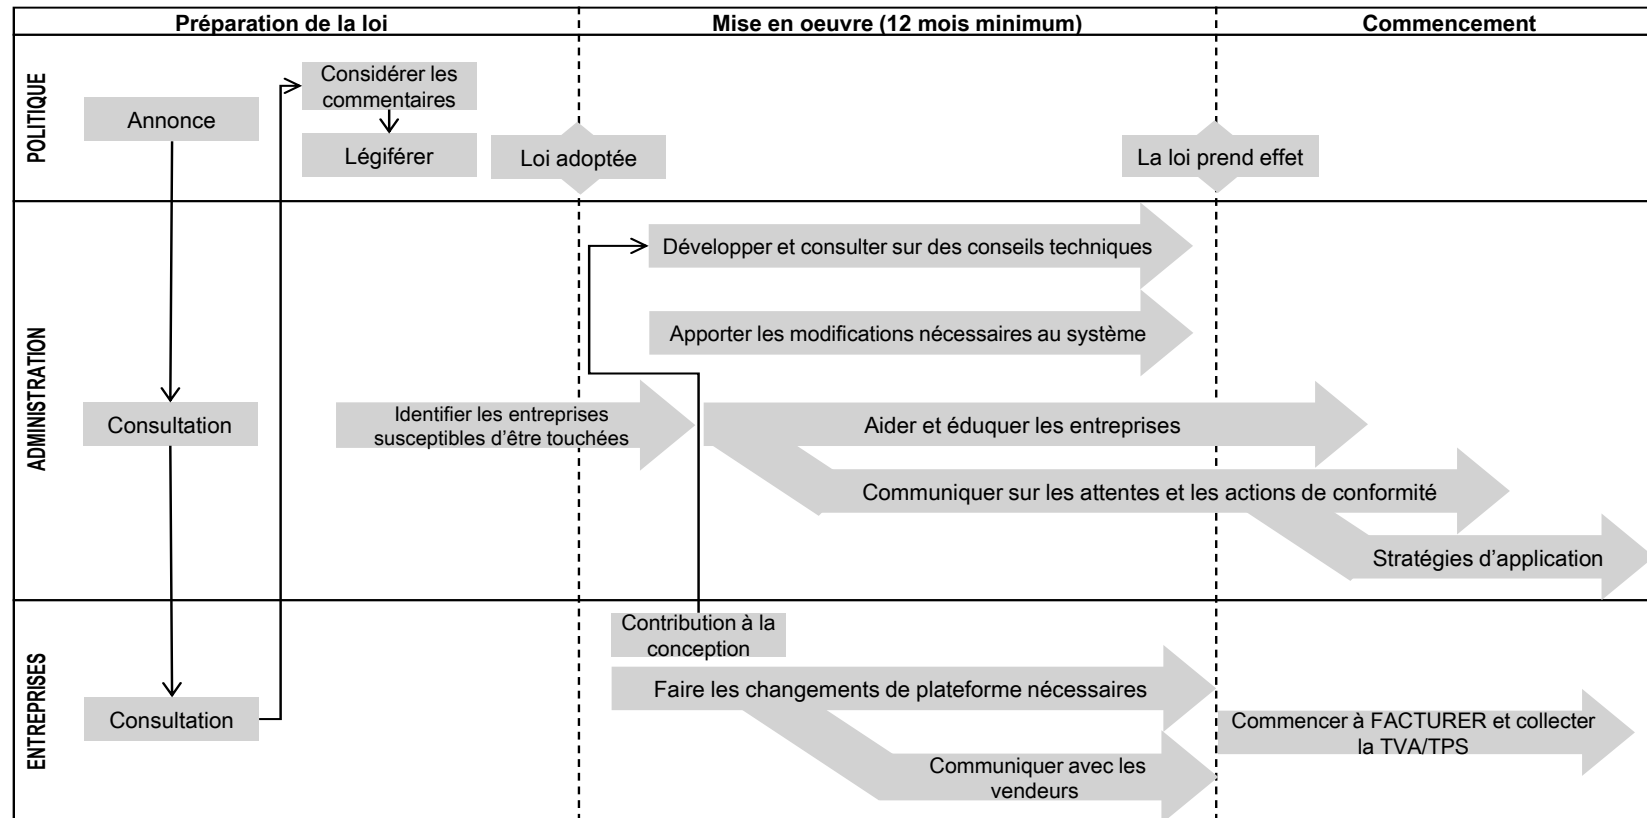 Préparation de la loi
Mise en oeuvre (12 mois minimum)
Commencement
POLITIQUE
Annonce
Considérer les
commentaires
Légiférer
Loi adoptée
La loi prend effet
ADMINISTRATION
Développer et consulter sur des conseils techniques
Apporter les modifications nécessaires au système
Consultation
Identifier les entreprises
susceptibles d'être touchées
Aider et éduquer les entreprises
Communiquer sur les attentes et les actions de conformité
Stratégies d'application
ENTREPRISES
Contribution à la
conception
Faire les changements de plateforme nécessaires
Consultation
Commencer à FACTURER et collecter
la TVA/TPS
Communiquer avec les
vendeurs